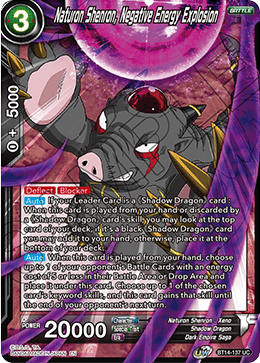 BATTLE
3
Naturon Shenron, Negative Energy Explosion
0 + 5000
Deflect Blocker
Auto If your Leader Card is a ‹Shadow Dragon› card :
When this card is played from your hand or discarded by
a ‹Shadow Dragon› card's skill, you may look at the top
card of your deck, if it's a black ‹Shadow Dragon› card
you may add it to your hand, otherwise, place it at the
bottom of your deck.
Auto When this card is played from your hand, choose
up to 1 of your opponent's Battle Cards with an energy
cost of 5 or less in their Battle Area or Drop Area and
place it under this card. Choose up to 1 of the chosen
card's keyword skill, and this card gains that skill until
the end of your opponent's next turn.
POWER 20000
Character
Special Trait
Era
Naturon Shenron : Xeno
Shadow Dragon
Dark Empire Saga
BT14-137 UC